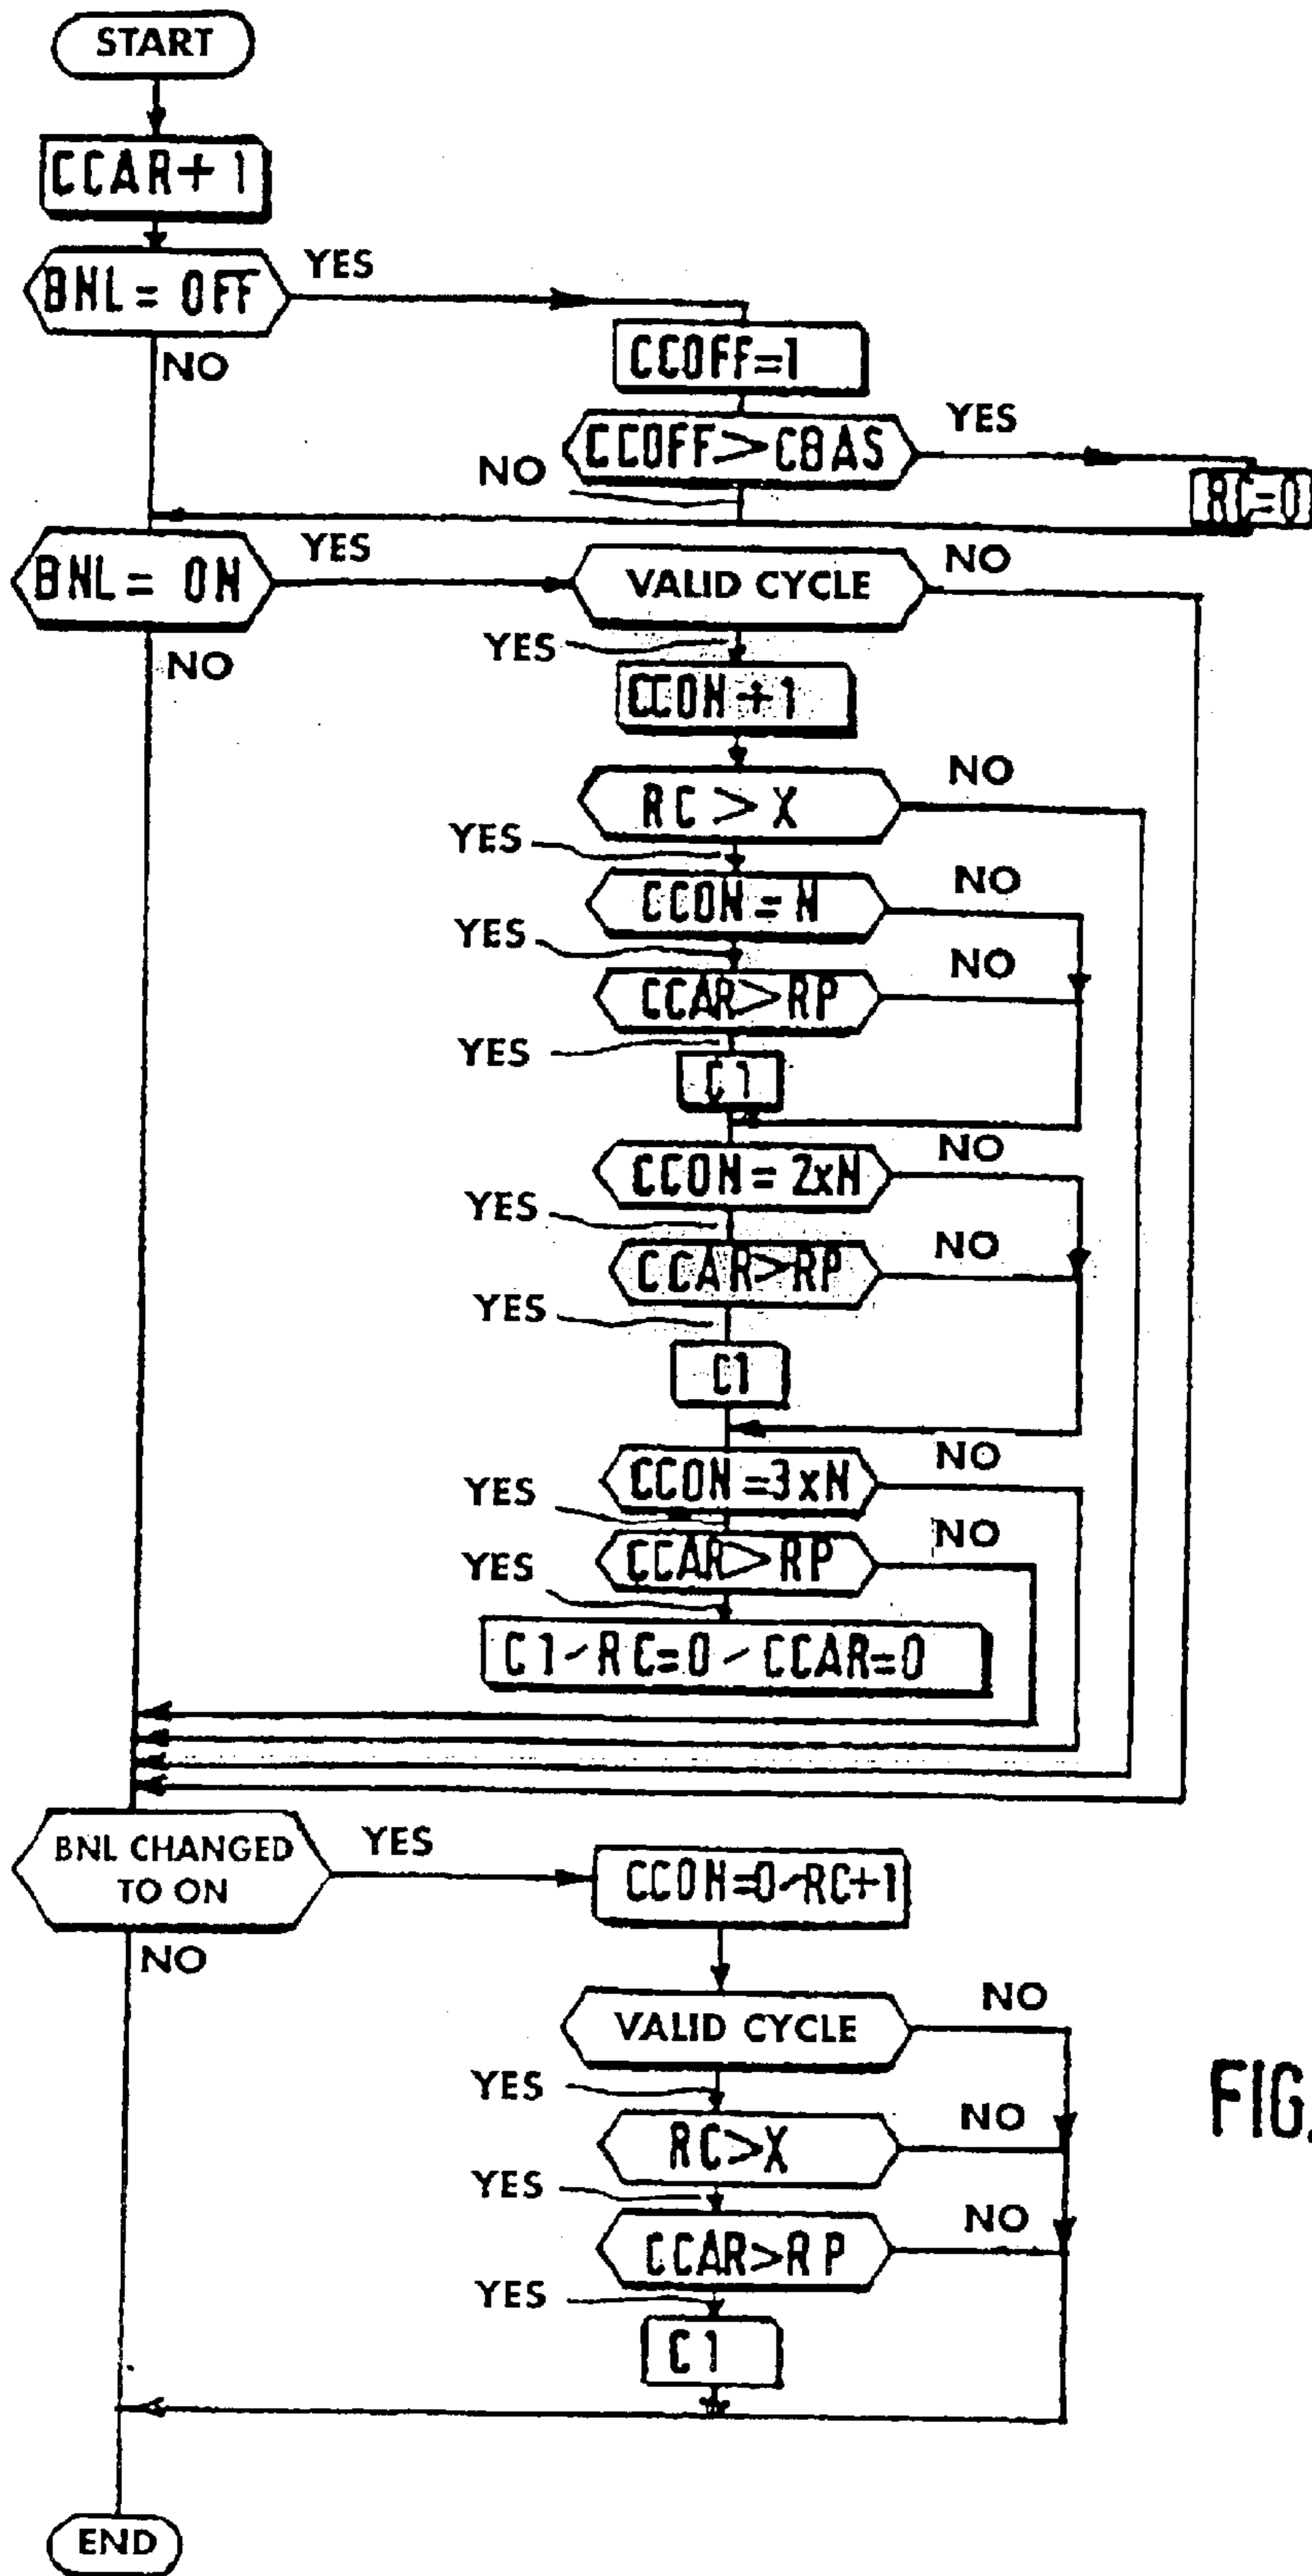 START
CCAR+1
BNL = OFF
YES
NO
CCOFF=1
CCOFF>CBAS
YES
NO
RC=0
BNL = ON
YES
NO
VALID CYCLE
NO
YES
CCON+1
RC > X
NO
YES
CCON = N
NO
YES
CCAR>RP
NO
YES
C1
CCON = 2xN
NO
YES
CCAR>RP
NO
YES
C1
CCON =3xN
NO
YES
CCAR>RP
NO
YES
C1-RC=0-CCAR=0
BNL CHANGED
TO ON
YES
NO
CCON=0-RC+1
VALID CYCLE
NO
YES
RC>X
NO
YES
CCAR>RP
NO
YES
C1
FIG.
END